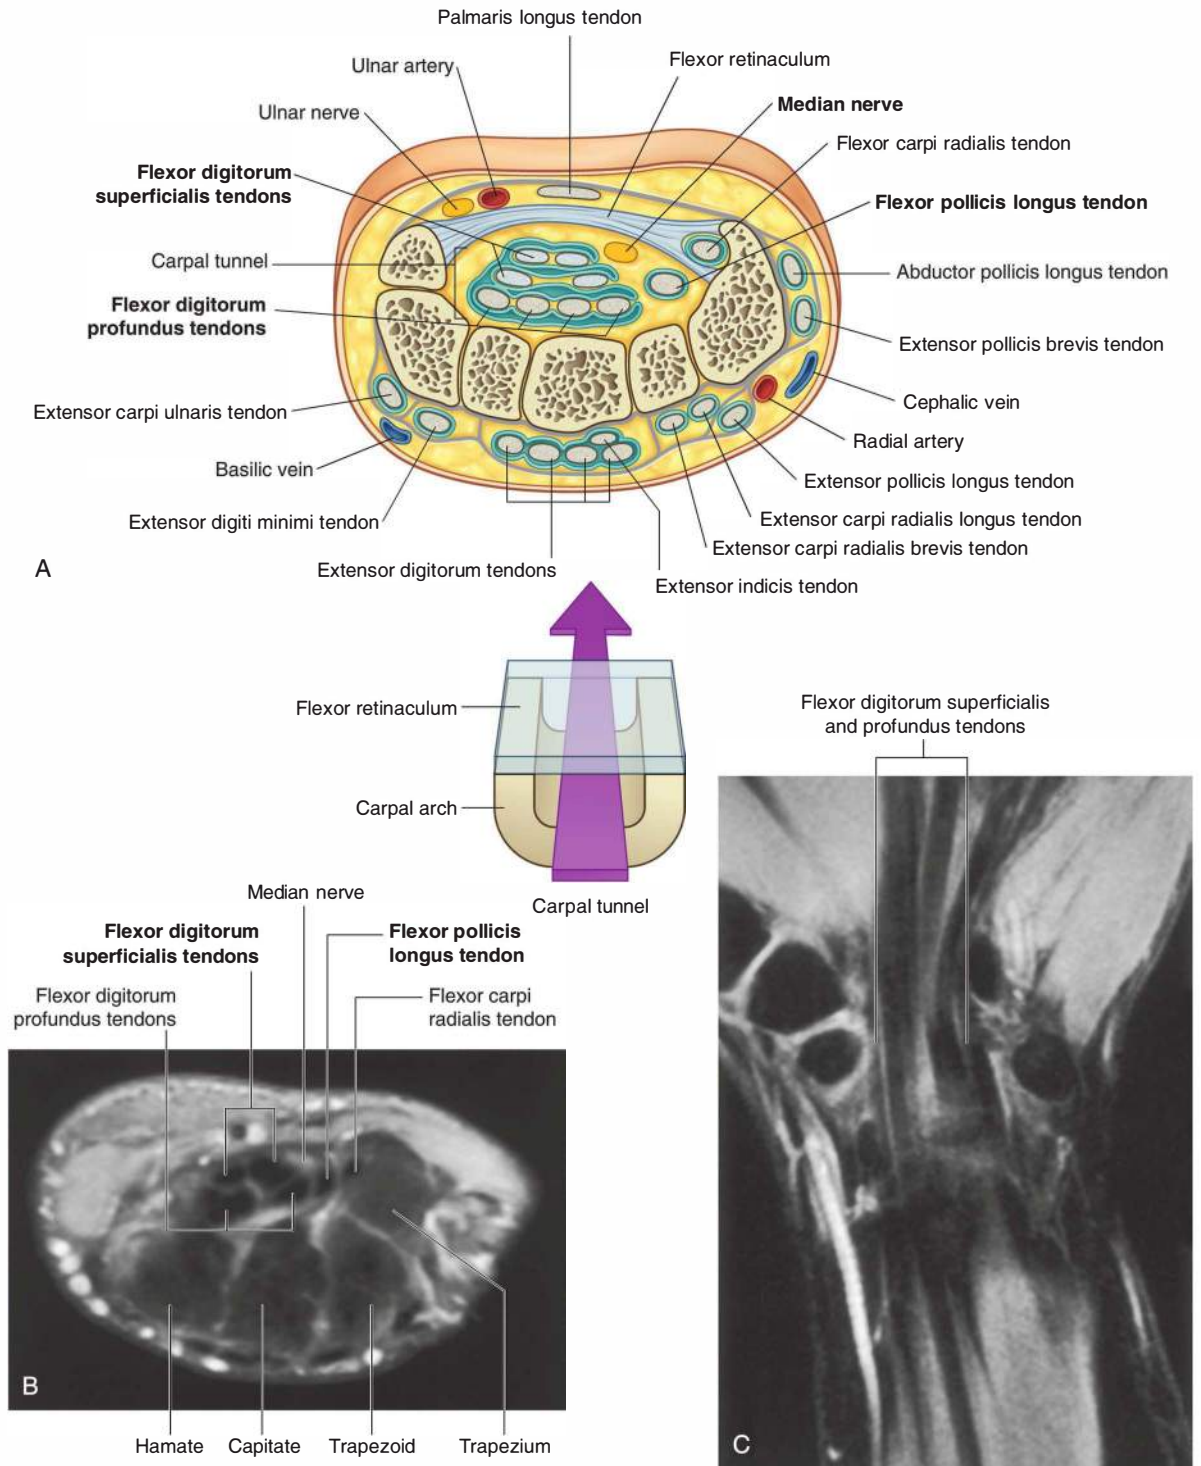 Palmaris longus tendon
Ulnar artery
Flexor retinaculum
Median nerve
Ulnar nerve
Flexor carpi radialis tendon
Flexor digitorum
superficialis tendons
Flexor pollicis longus tendon
Carpal tunnel
Abductor pollicis longus tendon
Flexor digitorum
profundus tendons
Extensor pollicis brevis tendon
Extensor carpi ulnaris tendon
Cephalic vein
Radial artery
Basilic vein
Extensor pollicis longus tendon
Extensor digiti minimi tendon
Extensor carpi radialis longus tendon
Extensor carpi radialis brevis tendon
Extensor digitorum tendons
Extensor indicis tendon
A
Flexor retinaculum
Carpal arch
Carpal tunnel
Flexor digitorum superficialis
and profundus tendons
Median nerve
Flexor digitorum
superficialis tendons
Flexor pollicis
longus tendon
Flexor digitorum
profundus tendons
Flexor carpi
radialis tendon
B
Hamate
Capitate
Trapezoid
Trapezium
C